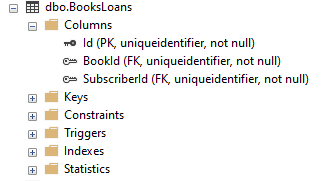 dbo.BooksLoans
Columns
Id (PK, uniqueidentifier, not null)
BookId (FK, uniqueidentifier, not null)
SubscriberId (FK, uniqueidentifier, not null)
Keys
Constraints
Triggers
Indexes
Statistics